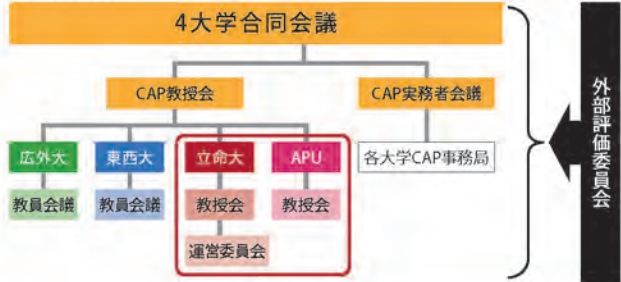 4大学合同会議
CAP教授会
CAP実務者会議
広外大
東西大
立命大
APU
各大学CAP事務局
教員会議
教員会議
教授会
教授会
運営委員会
外部評価委員会